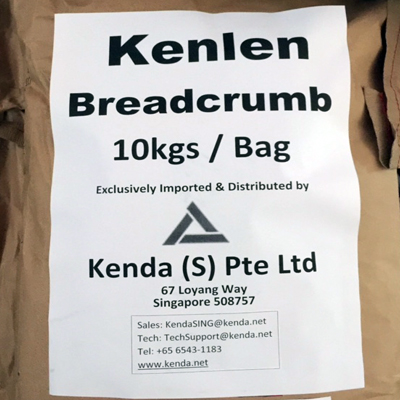 Kenlen
Breadcrumb
10kgs / Bag
Exclusively Imported & Distributed by
Kenda (S) Pte Ltd
67 Loyang Way
Singapore 508757
Sales: KendaSING@kenda.net
Tech: TechSupport@kenda.net
Tel: +65 6543-1183
www.kenda.net